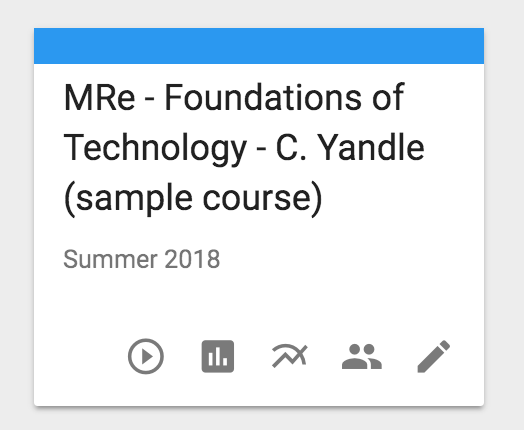 MRe - Foundations of
Technology - C. Yandle
(sample course)
Summer 2018